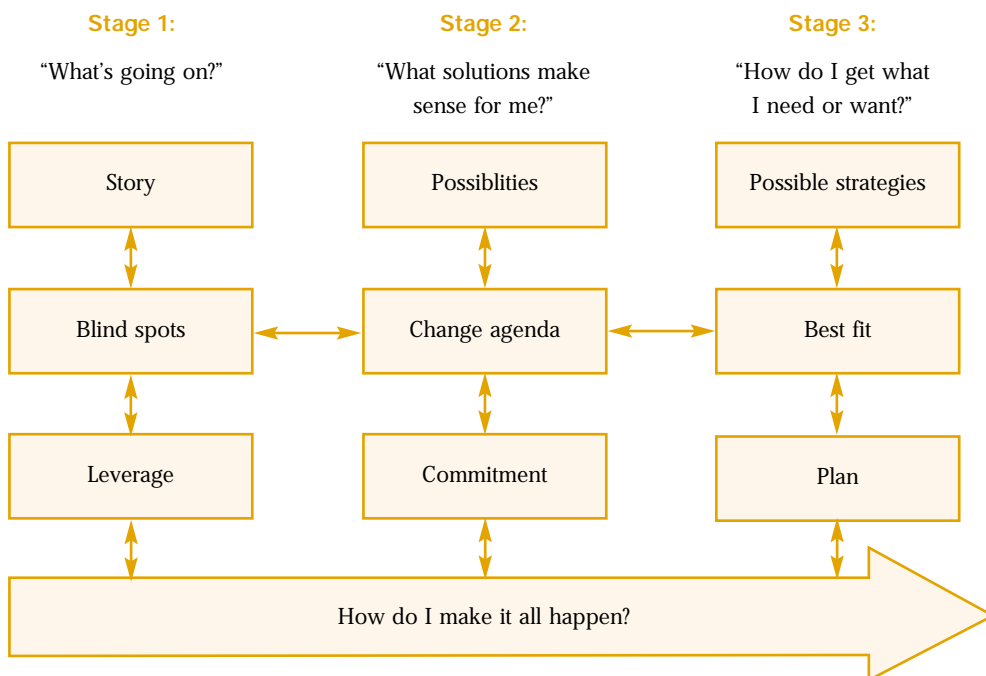 Stage 1:
Stage 2:
Stage 3:
“What’s going on?”
“What solutions make
sense for me?”
“How do I get what
I need or want?”
Story
Possiblities
Possible strategies
Blind spots
Change agenda
Best fit
Leverage
Commitment
Plan
How do I make it all happen?